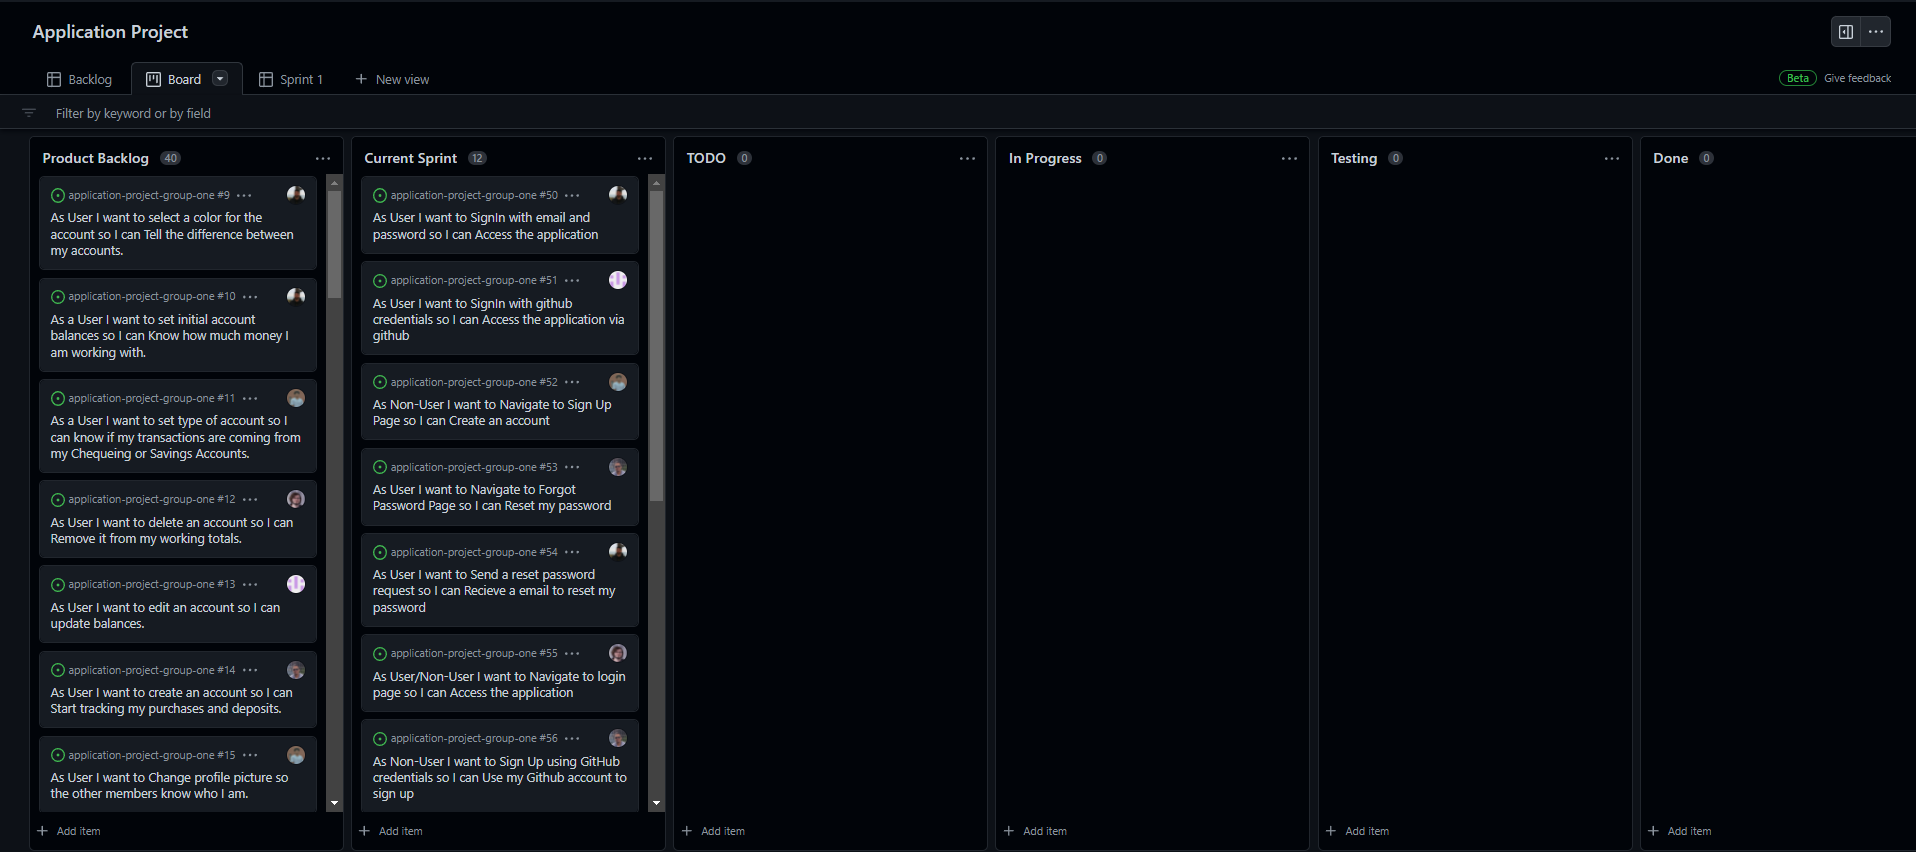 Application Project
Backlog
Board
Sprint 1
New view
Beta
Give feedback
Filter by keyword or by field
Product Backlog 40
application-project-group-one #9
As User I want to select a color for the
account so I can Tell the difference between
my accounts.
application-project-group-one #10
As a User I want to set initial account
balances so I can Know how much money I
am working with.
application-project-group-one #11
As a User I want to set type of account so I
can know if my transactions are coming from
my Chequeing or Savings Accounts.
application-project-group-one #12
As User I want to delete an account so I can
Remove it from my working totals.
application-project-group-one #13
As User I want to edit an account so I can
update balances.
application-project-group-one #14
As User I want to create an account so I can
Start tracking my purchases and deposits.
application-project-group-one #15
As User I want to Change profile picture so
the other members know who I am.
Add item
Current Sprint 12
application-project-group-one #50
As User I want to SignIn with email and
password so I can Access the application
application-project-group-one #51
As User I want to SignIn with github
credentials so I can Access the application via
github
application-project-group-one #52
As Non-User I want to Navigate to Sign Up
Page so I can Create an account
application-project-group-one #53
As User I want to Navigate to Forgot
Password Page so I can Reset my password
application-project-group-one #54
As User I want to Send a reset password
request so I can Recieve a email to reset my
password
application-project-group-one #55
As User/Non-User I want to Navigate to login
page so I can Access the application
application-project-group-one #56
As Non-User I want to Sign Up using GitHub
credentials so I can Use my Github account to
sign up
Add item
TODO 0
Add item
In Progress 0
Add item
Testing 0
Add item
Done 0
Add item